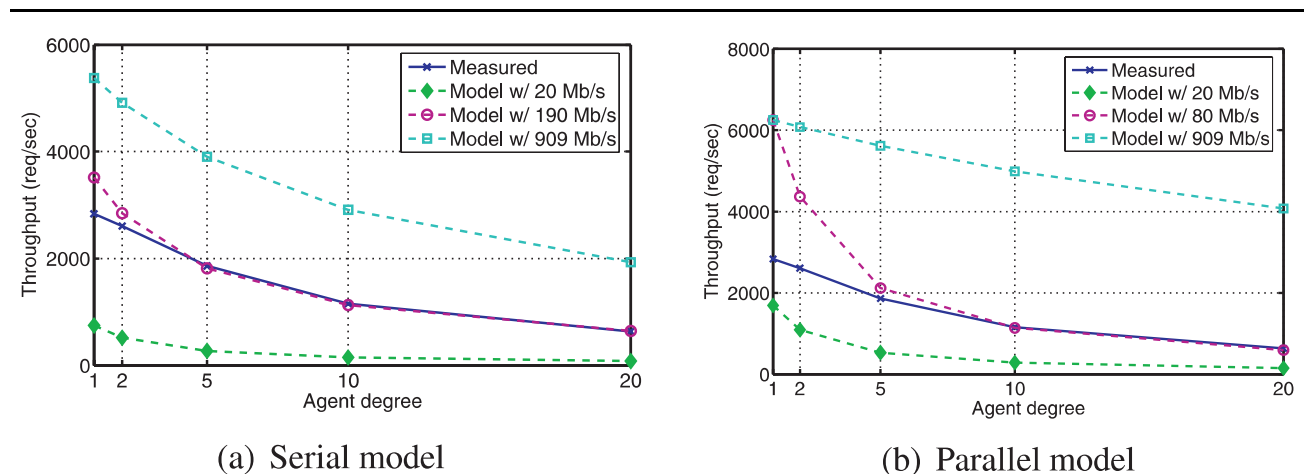 6000
4000
2000
0
Throughput (req/sec)
Measured
Model w/ 20 Mb/s
Model w/ 190 Mb/s
Model w/ 909 Mb/s
1 2 5 10 20
Agent degree
(a) Serial model
8000
6000
4000
2000
0
Throughput (req/sec)
Measured
Model w/ 20 Mb/s
Model w/ 80 Mb/s
Model w/ 909 Mb/s
1 2 5 10 20
Agent degree
(b) Parallel model